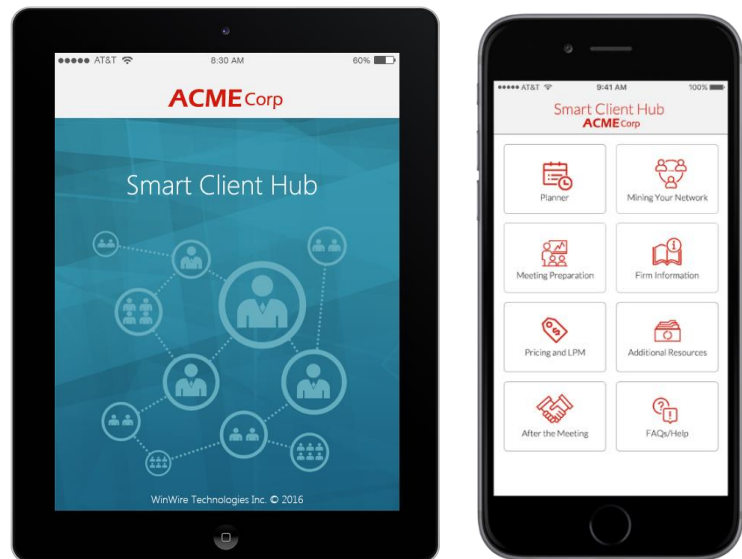 ●●●●● AT&T 8:30 AM 60%
ACME Corp
Smart Client Hub
WinWire Technologies Inc. © 2016
●●●●● AT&T 9:41 AM 100%
Smart Client Hub
ACME Corp
Planner
Mining Your Network
Meeting Preparation
Firm Information
Pricing and LPM
Additional Resources
After the Meeting
FAQs/Help